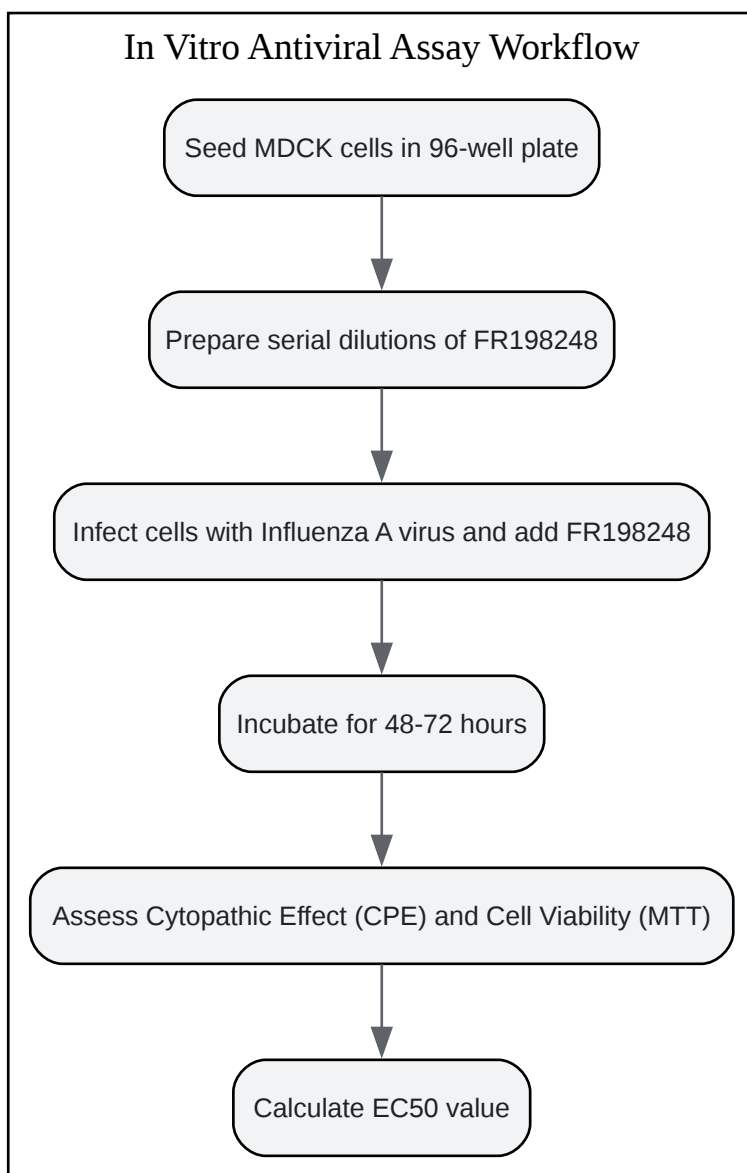 In Vitro Antiviral Assay Workflow
Seed MDCK cells in 96-well plate
Prepare serial dilutions of FR198248
Infect cells with Influenza A virus and add FR198248
Incubate for 48-72 hours
Assess Cytopathic Effect (CPE) and Cell Viability (MTT)
Calculate EC50 value